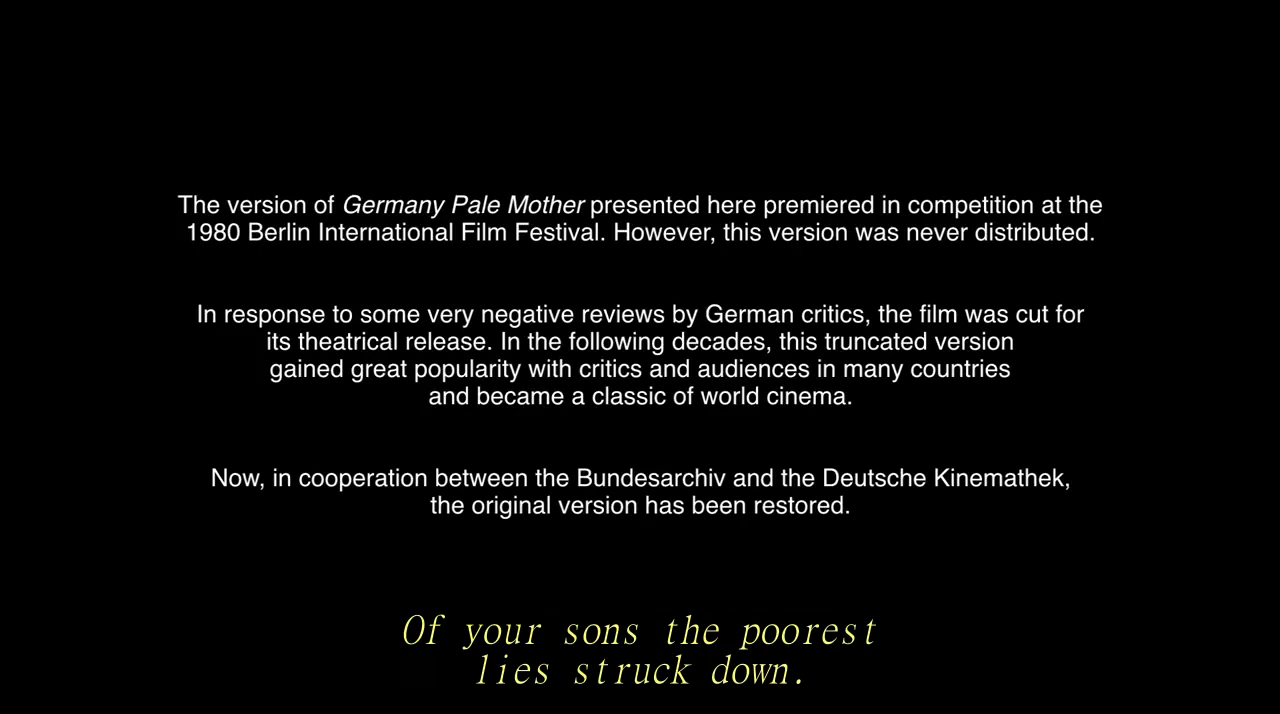 The version of Germany Pale Mother presented here premiered in competition at the
1980 Berlin International Film Festival. However, this version was never distributed.
In response to some very negative reviews by German critics, the film was cut for
its theatrical release. In the following decades, this truncated version
gained great popularity with critics and audiences in many countries
and became a classic of world cinema.
Now, in cooperation between the Bundesarchiv and the Deutsche Kinemathek,
the original version has been restored.
Of your sons the poorest
lies struck down.